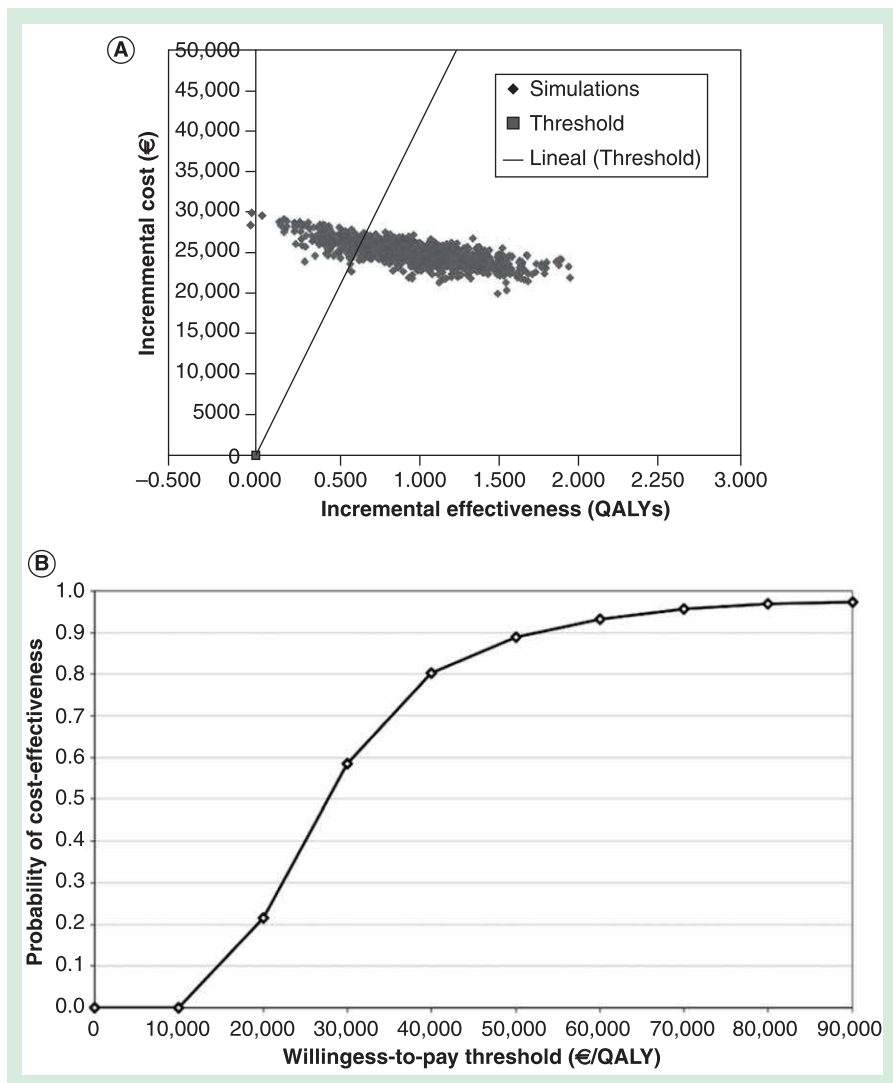 A
50,000
45,000
40,000
35,000
30,000
25,000
20,000
15,000
10,000
5000
0
Incremmental cost (€)
Simulations
Threshold
Lineal (Threshold)
−0.500 0.000 0.500 1.000 1.500 2.000 2.250 3.000
Incremental effectiveness (QALYs)
B
1.0
0.9
0.8
0.7
0.6
0.5
0.4
0.3
0.2
0.1
0.0
Probability of cost-effectiveness
0 10,000 20,000 30,000 40,000 50,000 60,000 70,000 80,000 90,000
Willingess-to-pay threshold (€/QALY)